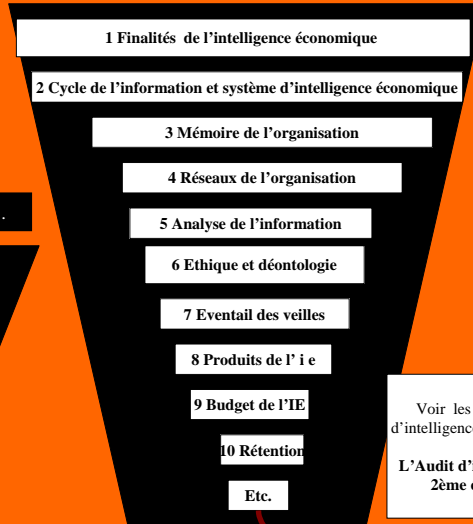 1 Finalités de l'intelligence économique
2 Cycle de l'information et système d'intelligence économique
3 Mémoire de l'organisation
4 Réseaux de l'organisation
.
5 Analyse de l'information
6 Ethique et déontologie
7 Eventail des veilles
8 Produits de l' i e
9 Budget de l'IE
10 Rétention
Etc.
Voir les
d'intelligence
L'Audit d'i
2ème